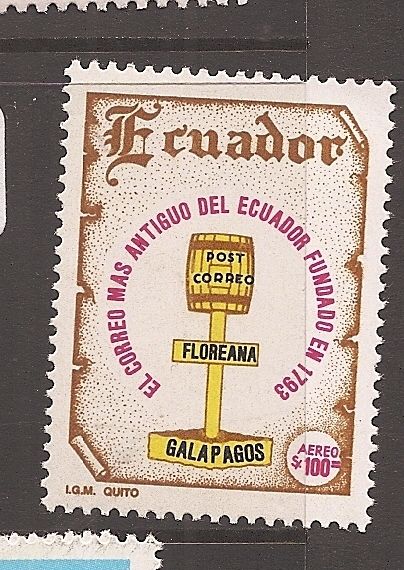 Ecuador
EL CORREO MAS ANTIGUO DEL ECUADOR FUNDADO EN 1793
POST
CORREO
FLOREANA
GALAPAGOS
AEREO
S/.100=
I.G.M. QUITO